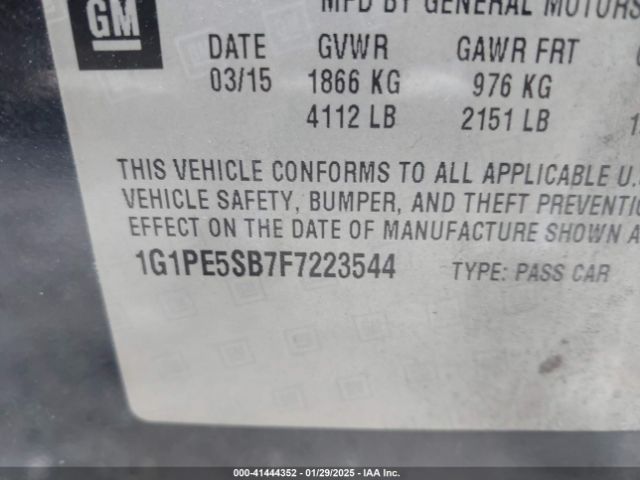 GM
MFD BY GENERAL MOTORS
DATE GVWR GAWR FRT
03/15 1866 KG 976 KG
4112 LB 2151 LB 1
THIS VEHICLE CONFORMS TO ALL APPLICABLE U.S
VEHICLE SAFETY, BUMPER, AND THEFT PREVENTIO
EFFECT ON THE DATE OF MANUFACTURE SHOWN A
1G1PE5SB7F7223544 TYPE: PASS CAR
000-41444352 - 01/29/2025 - IAA Inc.